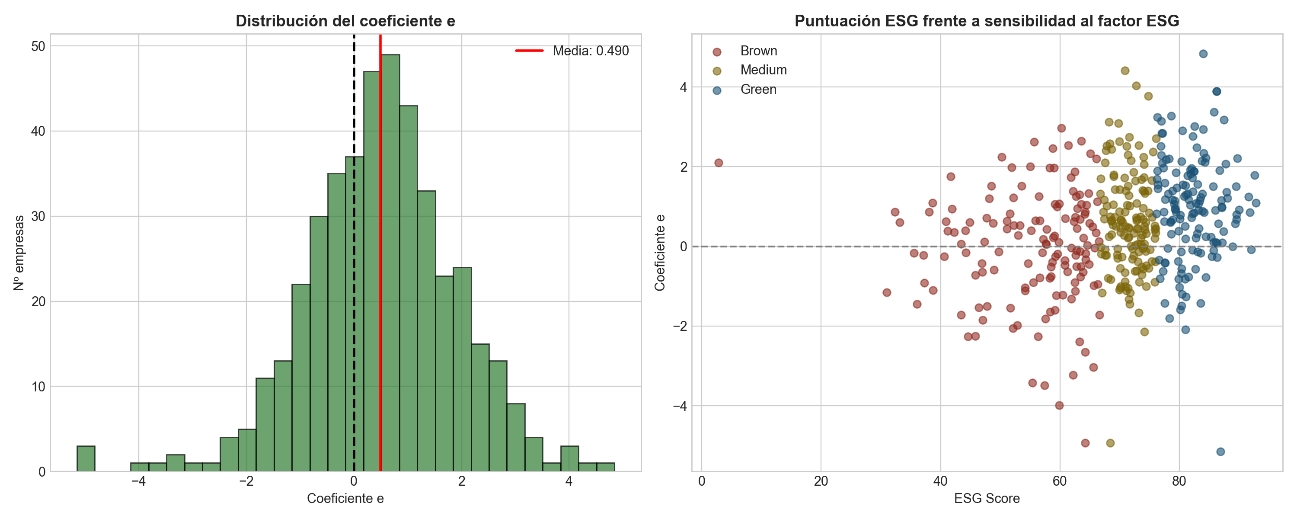 Distribución del coeficiente e
Media: 0.490
Nº empresas
50
40
30
20
10
0
−4
−2
0
2
4
Coeficiente e
Puntuación ESG frente a sensibilidad al factor ESG
Brown
Medium
Green
Coeficiente e
4
2
0
−2
−4
0
20
40
60
80
ESG Score